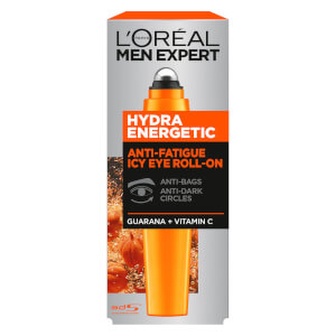 L'ORÉAL
MEN EXPERT
HYDRA
ENERGETIC
ANTI-FATIGUE
ICY EYE ROLL-ON
ANTI-BAGS
ANTI-DARK
CIRCLES
GUARANA + VITAMIN C